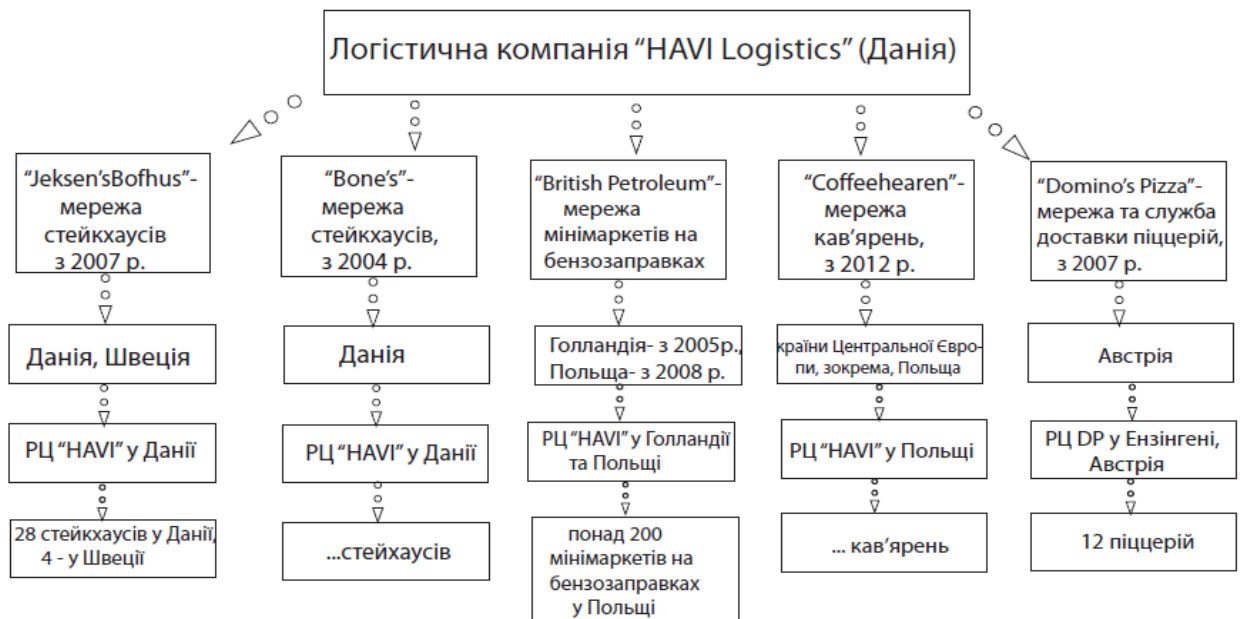 Логістична компанія “HAVI Logistics” (Данія)
“Jeksen’sBofhus”-
мережа
стейкхаусів
з 2007 р.
“Bone’s”-
мережа
стейкхаусів,
з 2004 р.
“British Petroleum”-
мережа
мінімаркетів на
бензозаправках
“Coffeehearen”-
мережа
кав’ярень,
з 2012 р.
“Domino’s Pizza”-
мережа та служба
доставки піццерій,
з 2007 р.
Данія, Швеція
Данія
Голландія- з 2005р.,
Польща- з 2008 р.
країни Центральної Євро-
пи, зокрема, Польща
Австрія
РЦ “HAVI” у Данії
РЦ “HAVI” у Данії
РЦ “HAVI” у Голландії
та Польщі
РЦ “HAVI” у Польщі
РЦ DP у Ензінгені,
Австрія
28 стейкхаусів у Данії,
4 - у Швеції
...стейхаусів
понад 200
мінімаркетів на
бензозаправках
у Польщі
... кав’ярень
12 піццерій